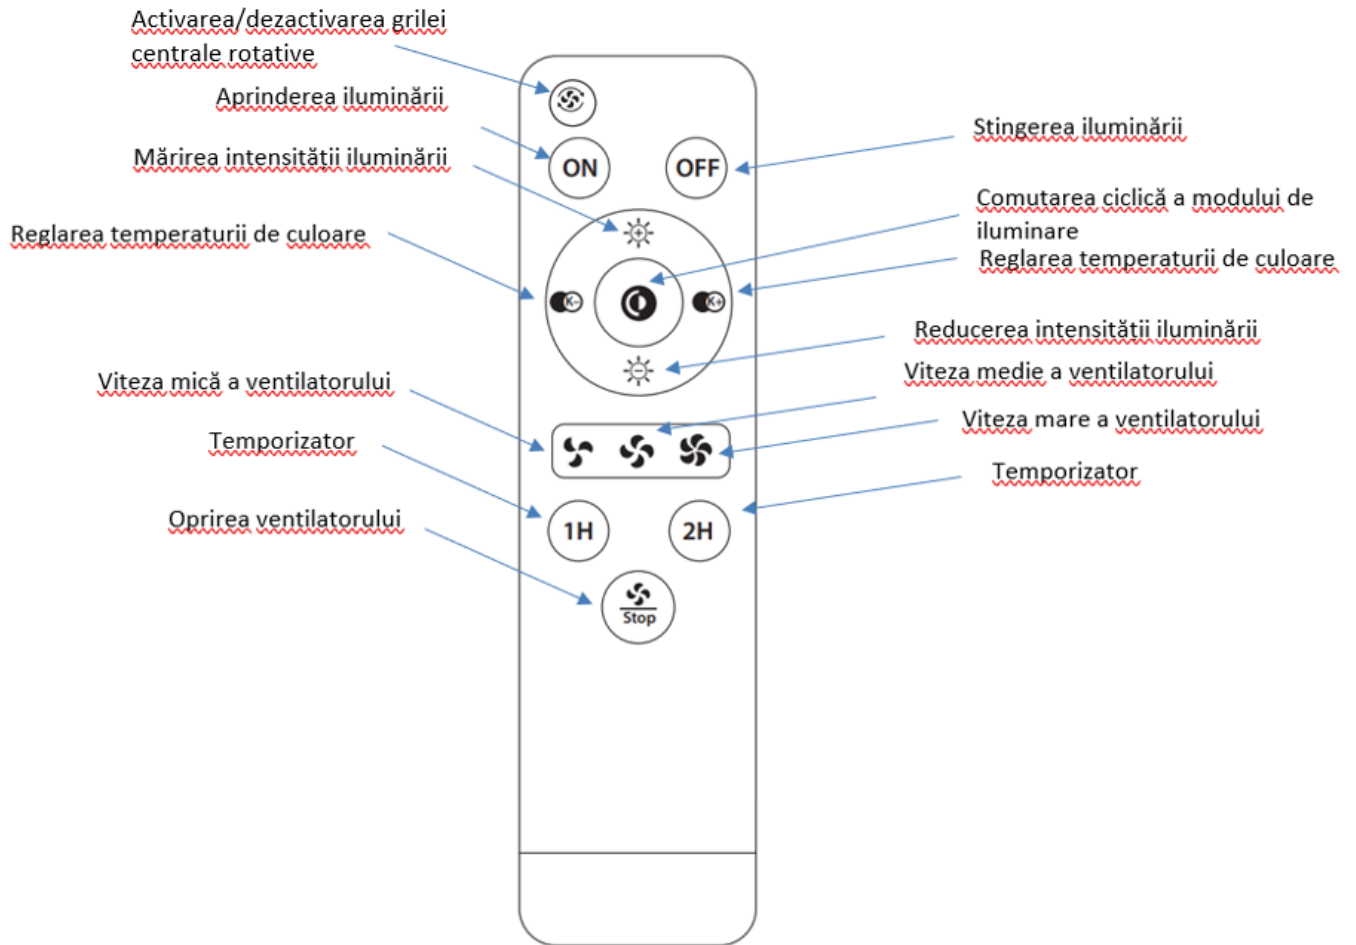 Activarea/dezactivarea grilei
centrale rotative
Aprinderea iluminării
Mărirea intensității iluminării
Reglarea temperaturii de culoare
Viteza mică a ventilatorului
Temporizator
Oprirea ventilatorului
ON
OFF
K-
K+
1H
2H
Stop
Stingerea iluminării
Comutarea ciclică a modului de
iluminare
Reglarea temperaturii de culoare
Reducerea intensității iluminării
Viteza medie a ventilatorului
Viteza mare a ventilatorului
Temporizator